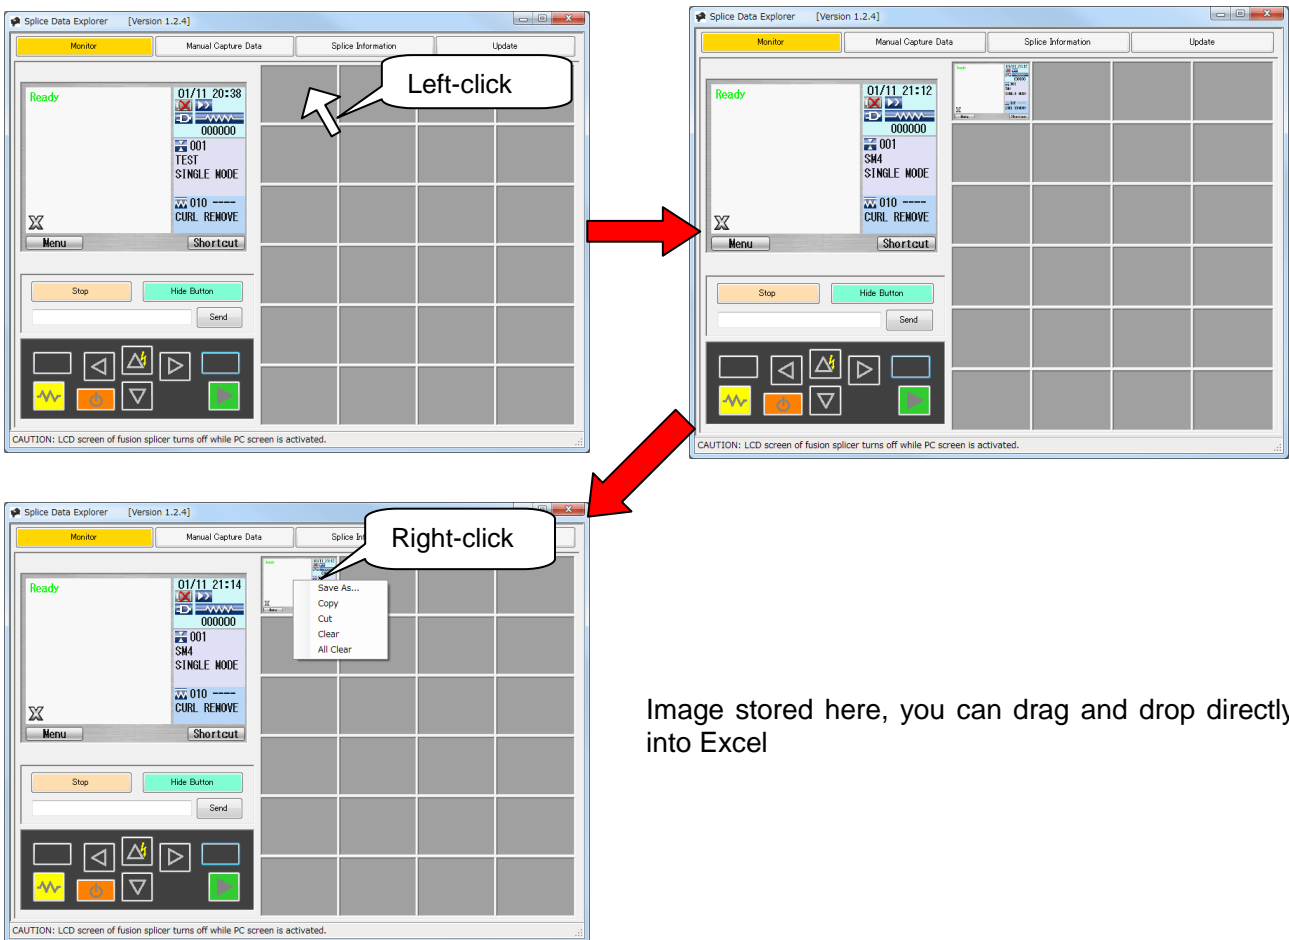 Splice Data Explorer [Version 1.2.4]
Monitor Manual Capture Data Splice Information Update
Left-click
Ready
01/11 20:38
000000
001
TEST
SINGLE MODE
010 ----
CURL REMOVE
X
Menu Shortcut
Stop Hide Button
Send
CAUTION: LCD screen of fusion splicer turns off while PC screen is activated.
Splice Data Explorer [Version 1.2.4]
Monitor Manual Capture Data Splice Information Update
Ready
01/11 21:12
000000
001
SM4
SINGLE MODE
010 ----
CURL REMOVE
X
Menu Shortcut
Stop Hide Button
Send
CAUTION: LCD screen of fusion splicer turns off while PC screen is activated.
Splice Data Explorer [Version 1.2.4]
Monitor Manual Capture Data Splice In
Right-click
Ready
01/11 21:14
000000
001
SM4
SINGLE MODE
010 ----
CURL REMOVE
X
Menu Shortcut
Save As...
Copy
Cut
Clear
All Clear
Stop Hide Button
Send
CAUTION: LCD screen of fusion splicer turns off while PC screen is activated.
Image stored here, you can drag and drop directly
into Excel